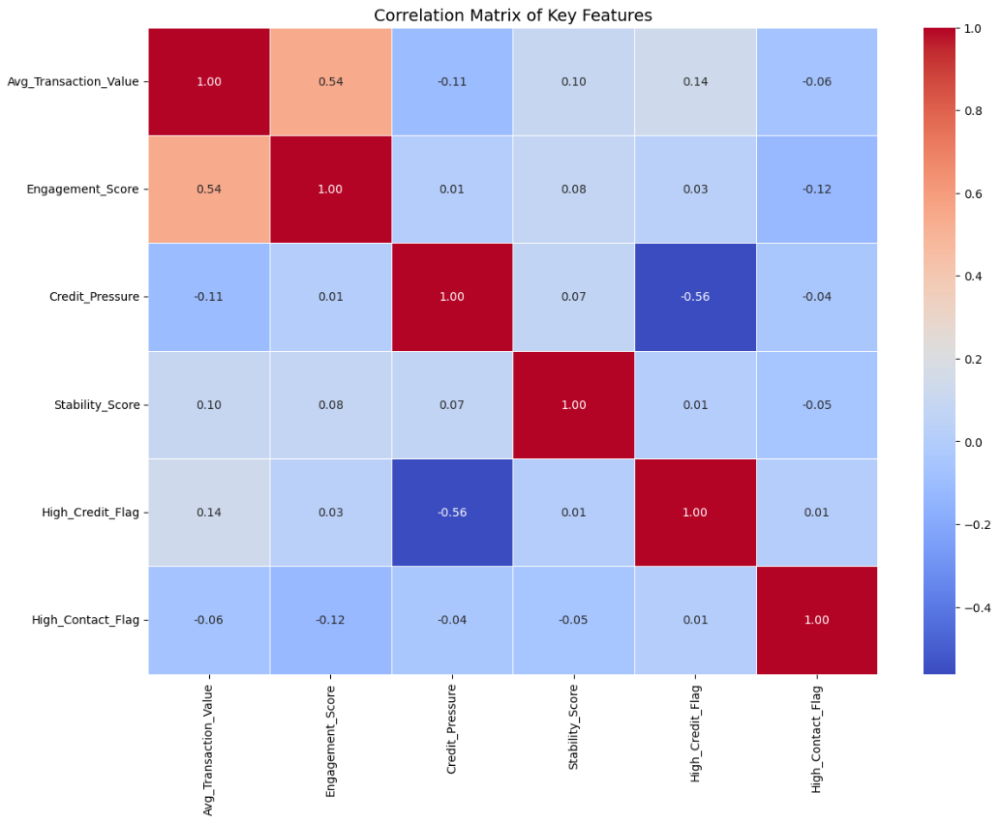 Correlation Matrix of Key Features
Avg_Transaction_Value 1.00 0.54 -0.11 0.10 0.14 -0.06
Engagement_Score 0.54 1.00 0.01 0.08 0.03 -0.12
Credit_Pressure -0.11 0.01 1.00 0.07 -0.56 -0.04
Stability_Score 0.10 0.08 0.07 1.00 0.01 -0.05
High_Credit_Flag 0.14 0.03 -0.56 0.01 1.00 0.01
High_Contact_Flag -0.06 -0.12 -0.04 -0.05 0.01 1.00
Avg_Transaction_Value
Engagement_Score
Credit_Pressure
Stability_Score
High_Credit_Flag
High_Contact_Flag
1.0
0.8
0.6
0.4
0.2
0.0
−0.2
−0.4